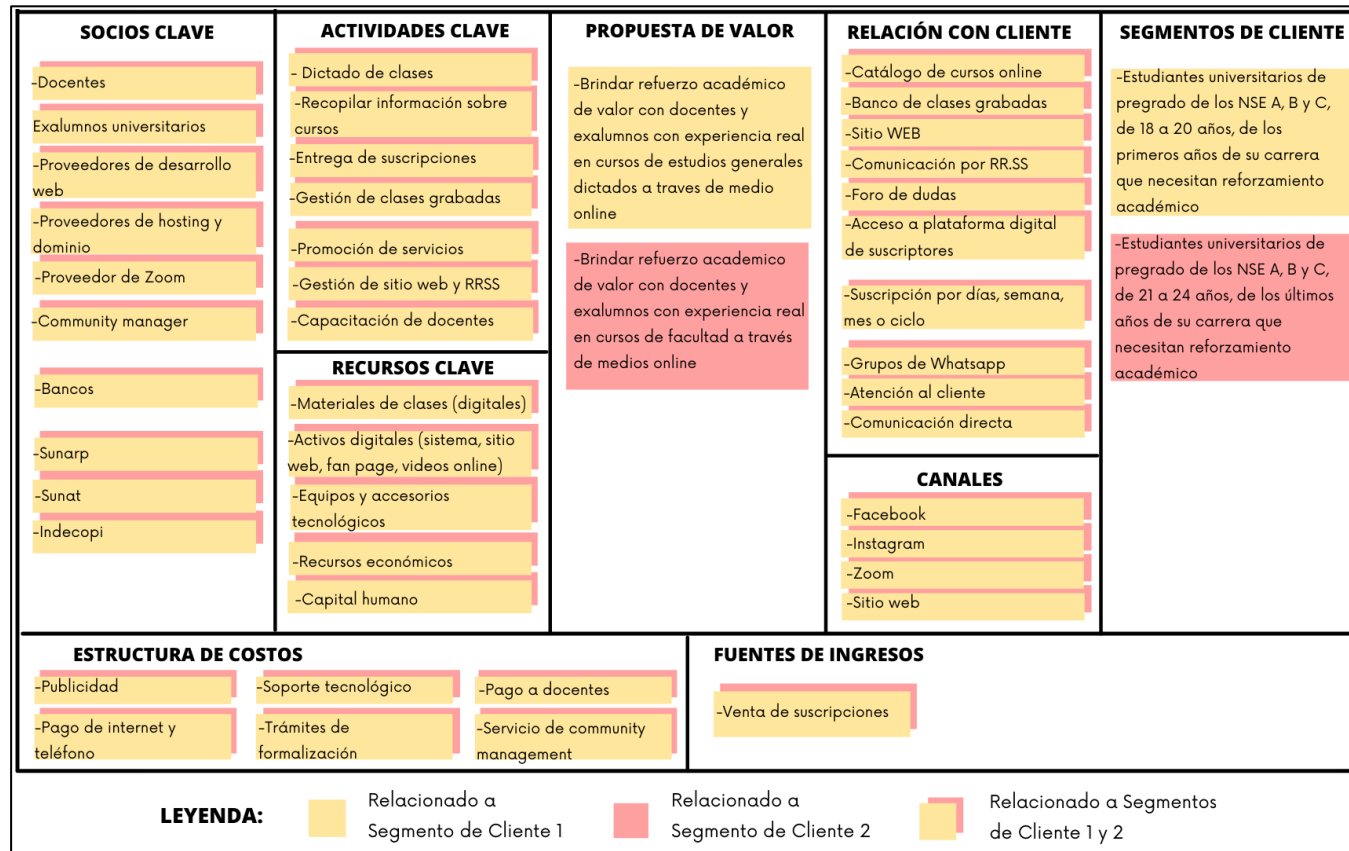 SOCIOS CLAVE
-Docentes
Exalumnos universitarios
-Proveedores de desarrollo
web
-Proveedores de hosting y
dominio
-Proveedor de Zoom
-Community manager
-Bancos
-Sunarp
-Sunat
-Indecopi
ACTIVIDADES CLAVE
- Dictado de clases
-Recopilar información sobre
cursos
-Entrega de suscripciones
-Gestión de clases grabadas
-Promoción de servicios
-Gestión de sitio web y RRSS
-Capacitación de docentes
RECURSOS CLAVE
-Materiales de clases (digitales)
-Activos digitales (sistema, sitio
web, fan page, videos online)
-Equipos y accesorios
tecnológicos
-Recursos económicos
-Capital humano
PROPUESTA DE VALOR
-Brindar refuerzo académico
de valor con docentes y
exalumnos con experiencia real
en cursos de estudios generales
dictados a traves de medio
online
-Brindar refuerzo academico
de valor con docentes y
exalumnos con experiencia real
en cursos de facultad a través
de medios online
RELACIÓN CON CLIENTE
-Catálogo de cursos online
-Banco de clases grabadas
-Sitio WEB
-Comunicación por RR.SS
-Foro de dudas
-Acceso a plataforma digital
de suscriptores
-Suscripción por días, semana,
mes o ciclo
-Grupos de Whatsapp
-Atención al cliente
-Comunicación directa
CANALES
-Facebook
-Instagram
-Zoom
-Sitio web
SEGMENTOS DE CLIENTE
-Estudiantes universitarios de
pregrado de los NSE A, B y C,
de 18 a 20 años, de los
primeros años de su carrera
que necesitan reforzamiento
académico
-Estudiantes universitarios de
pregrado de los NSE A, B y C,
de 21 a 24 años, de los últimos
años de su carrera que
necesitan reforzamiento
académico
ESTRUCTURA DE COSTOS
-Publicidad
-Pago de internet y
teléfono
-Soporte tecnológico
-Trámites de
formalización
-Pago a docentes
-Servicio de community
management
FUENTES DE INGRESOS
-Venta de suscripciones
LEYENDA:
Relacionado a
Segmento de Cliente 1
Relacionado a
Segmento de Cliente 2
Relacionado a Segmentos
de Cliente 1 y 2